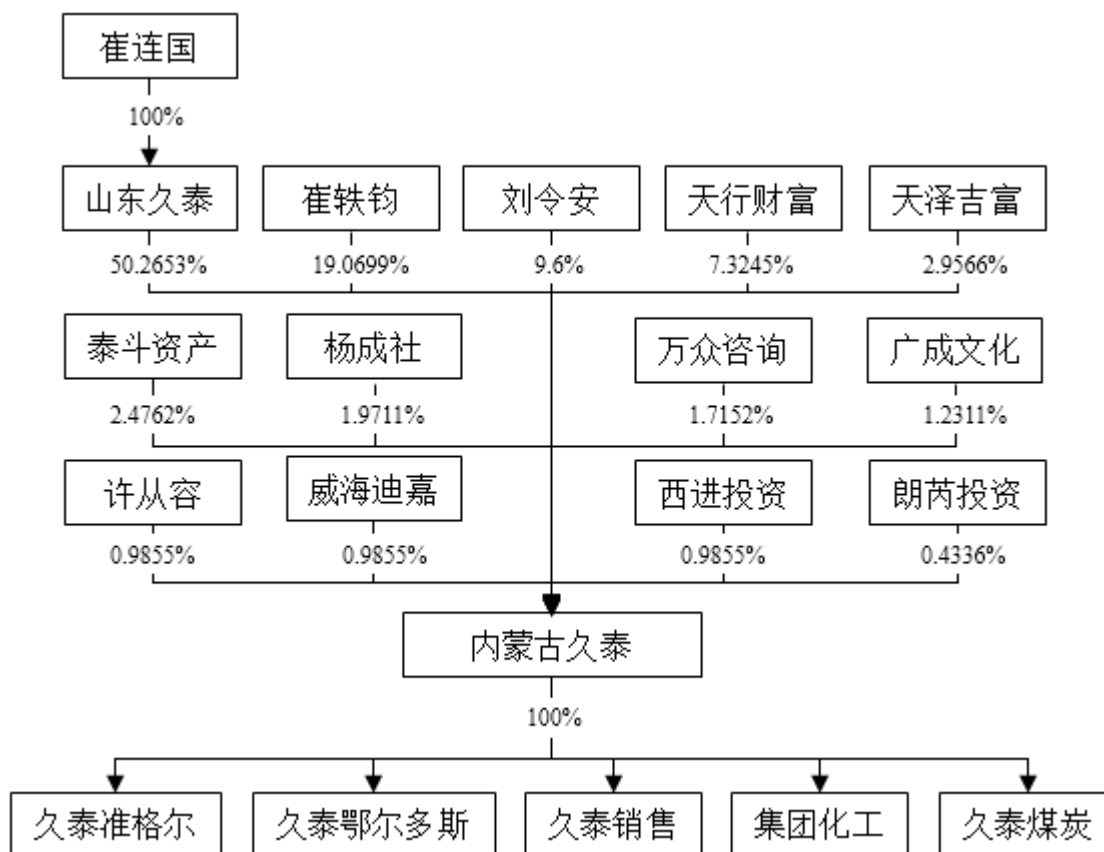 崔连国
100%
山东久泰 崔轶钧 刘令安 天行财富 天泽吉富
50.2653% 19.0699% 9.6% 7.3245% 2.9566%
泰斗资产 杨成社 万众咨询 广成文化
2.4762% 1.9711% 1.7152% 1.2311%
许从容 威海迪嘉 西进投资 朗芮投资
0.9855% 0.9855% 0.9855% 0.4336%
内蒙古久泰
100%
久泰准格尔 久泰鄂尔多斯 久泰销售 集团化工 久泰煤炭